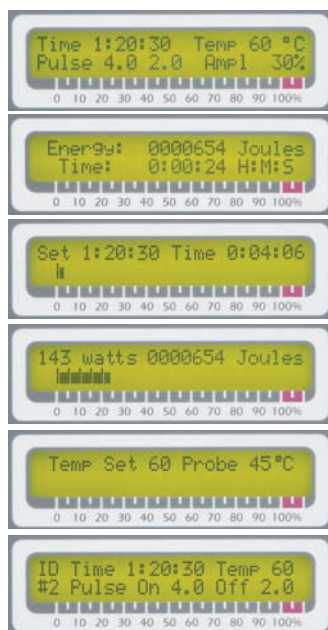 Time 1:20:30 Temp 60 °C
Pulse 4.0 2.0 Ampl 30%
0 10 20 30 40 50 60 70 80 90 100%
Energy: 0000654 Joules
Time: 0:00:24 H:M:S
0 10 20 30 40 50 60 70 80 90 100%
Set 1:20:30 Time 0:04:06
0 10 20 30 40 50 60 70 80 90 100%
143 watts 0000654 Joules
0 10 20 30 40 50 60 70 80 90 100%
Temp Set 60 Probe 45°C
0 10 20 30 40 50 60 70 80 90 100%
ID Time 1:20:30 Temp 60
#2 Pulse On 4.0 Off 2.0
0 10 20 30 40 50 60 70 80 90 100%